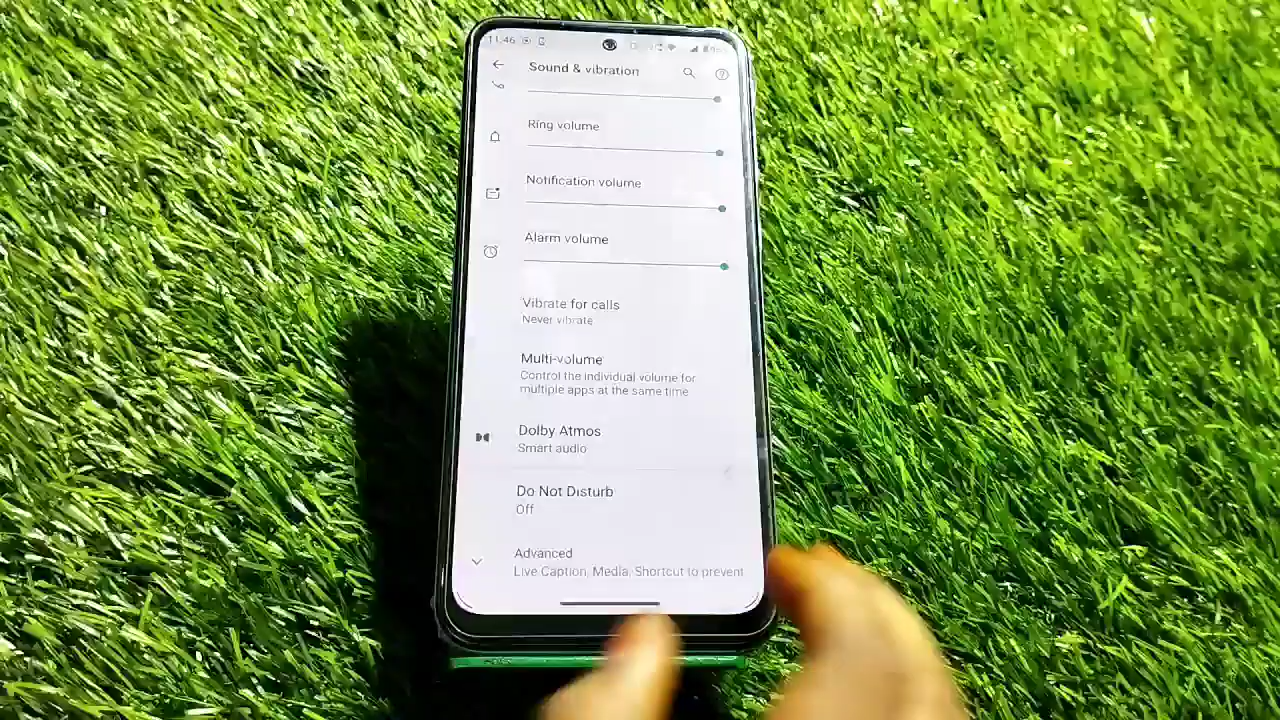 11:46
Sound & vibration
Ring volume
Notification volume
Alarm volume
Vibrate for calls
Never vibrate
Multi-volume
Control the individual volume for
multiple apps at the same time
Dolby Atmos
Smart audio
Do Not Disturb
Off
Advanced
Live Caption, Media, Shortcut to prevent